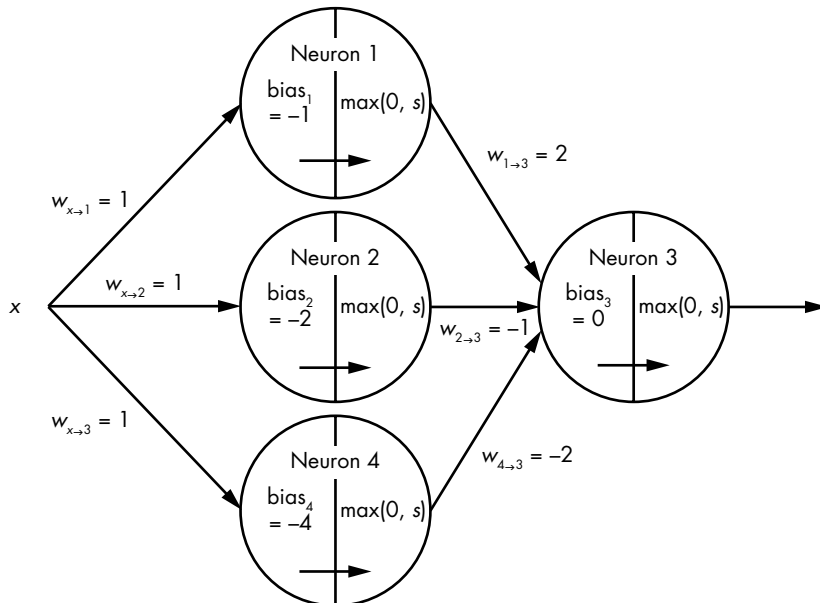 Neuron 1
bias₁
= –1
max(0, s)
w₁→₃ = 2
wₓ→₁ = 1
Neuron 2
Neuron 3
wₓ→₂ = 1
x
bias₂
= –2
max(0, s)
w₂→₃ = –1
bias₃
= 0
max(0, s)
wₓ→₃ = 1
Neuron 4
w₄→₃ = –2
bias₄
= –4
max(0, s)